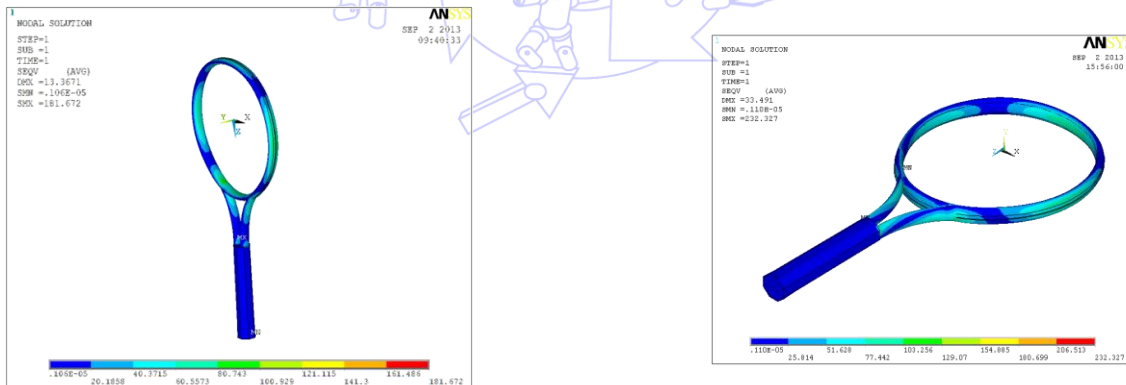 1
NODAL SOLUTION
STEP=1
SUB =1
TIME=1
SEQV (AVG)
DMX =13.3671
SMN =.106E-05
SMX =181.672
ANSYS
SEP 2 2013
09:40:33
Y X
Z
MX
MN
.106E-05 40.3715 80.743 121.115 161.486
20.1858 60.5573 100.929 141.3 181.672
1
NODAL SOLUTION
STEP=1
SUB =1
TIME=1
SEQV (AVG)
DMX =33.491
SMN =.110E-05
SMX =232.327
ANSYS
SEP 2 2013
15:56:00
Y
Z X
MN
MX
.110E-05 51.628 103.256 154.885 206.513
25.814 77.442 129.07 180.699 232.327